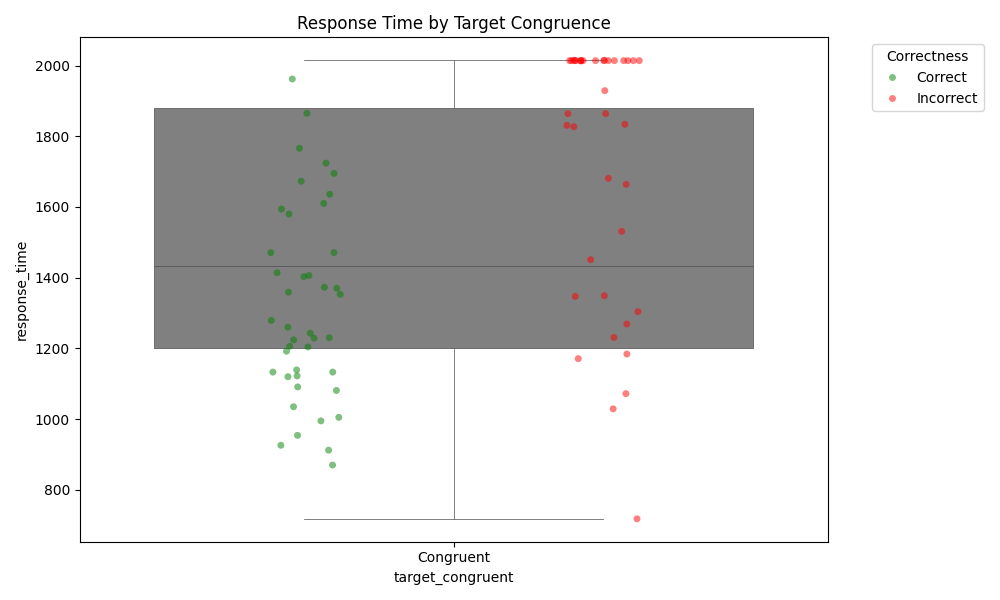 Response Time by Target Congruence
Correctness
Correct
Incorrect
response_time
2000
1800
1600
1400
1200
1000
800
Congruent
target_congruent